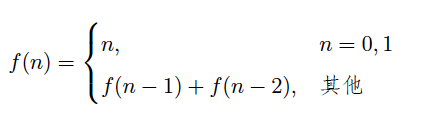 n, n = 0, 1
f(n) =
f(n − 1) + f(n − 2), 其他